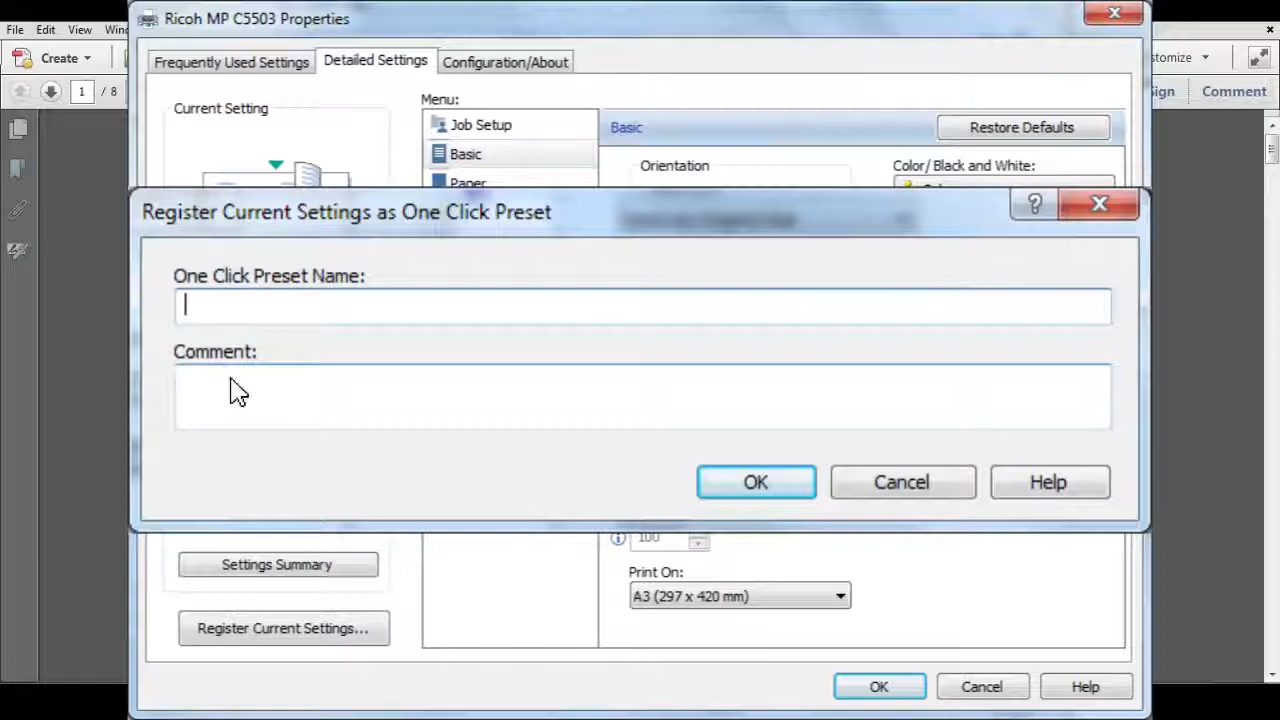 Ricoh MP C5503 Properties
File Edit View
Create
1 / 8
Comment
Frequently Used Settings Detailed Settings Configuration/About
Current Setting
Menu:
Job Setup
Basic
Paper
Basic
Restore Defaults
Orientation
Color/ Black and White:
Register Current Settings as One Click Preset
One Click Preset Name:
Comment:
OK Cancel Help
100
Settings Summary
Print On:
A3 (297 x 420 mm)
Register Current Settings...
OK Cancel Help